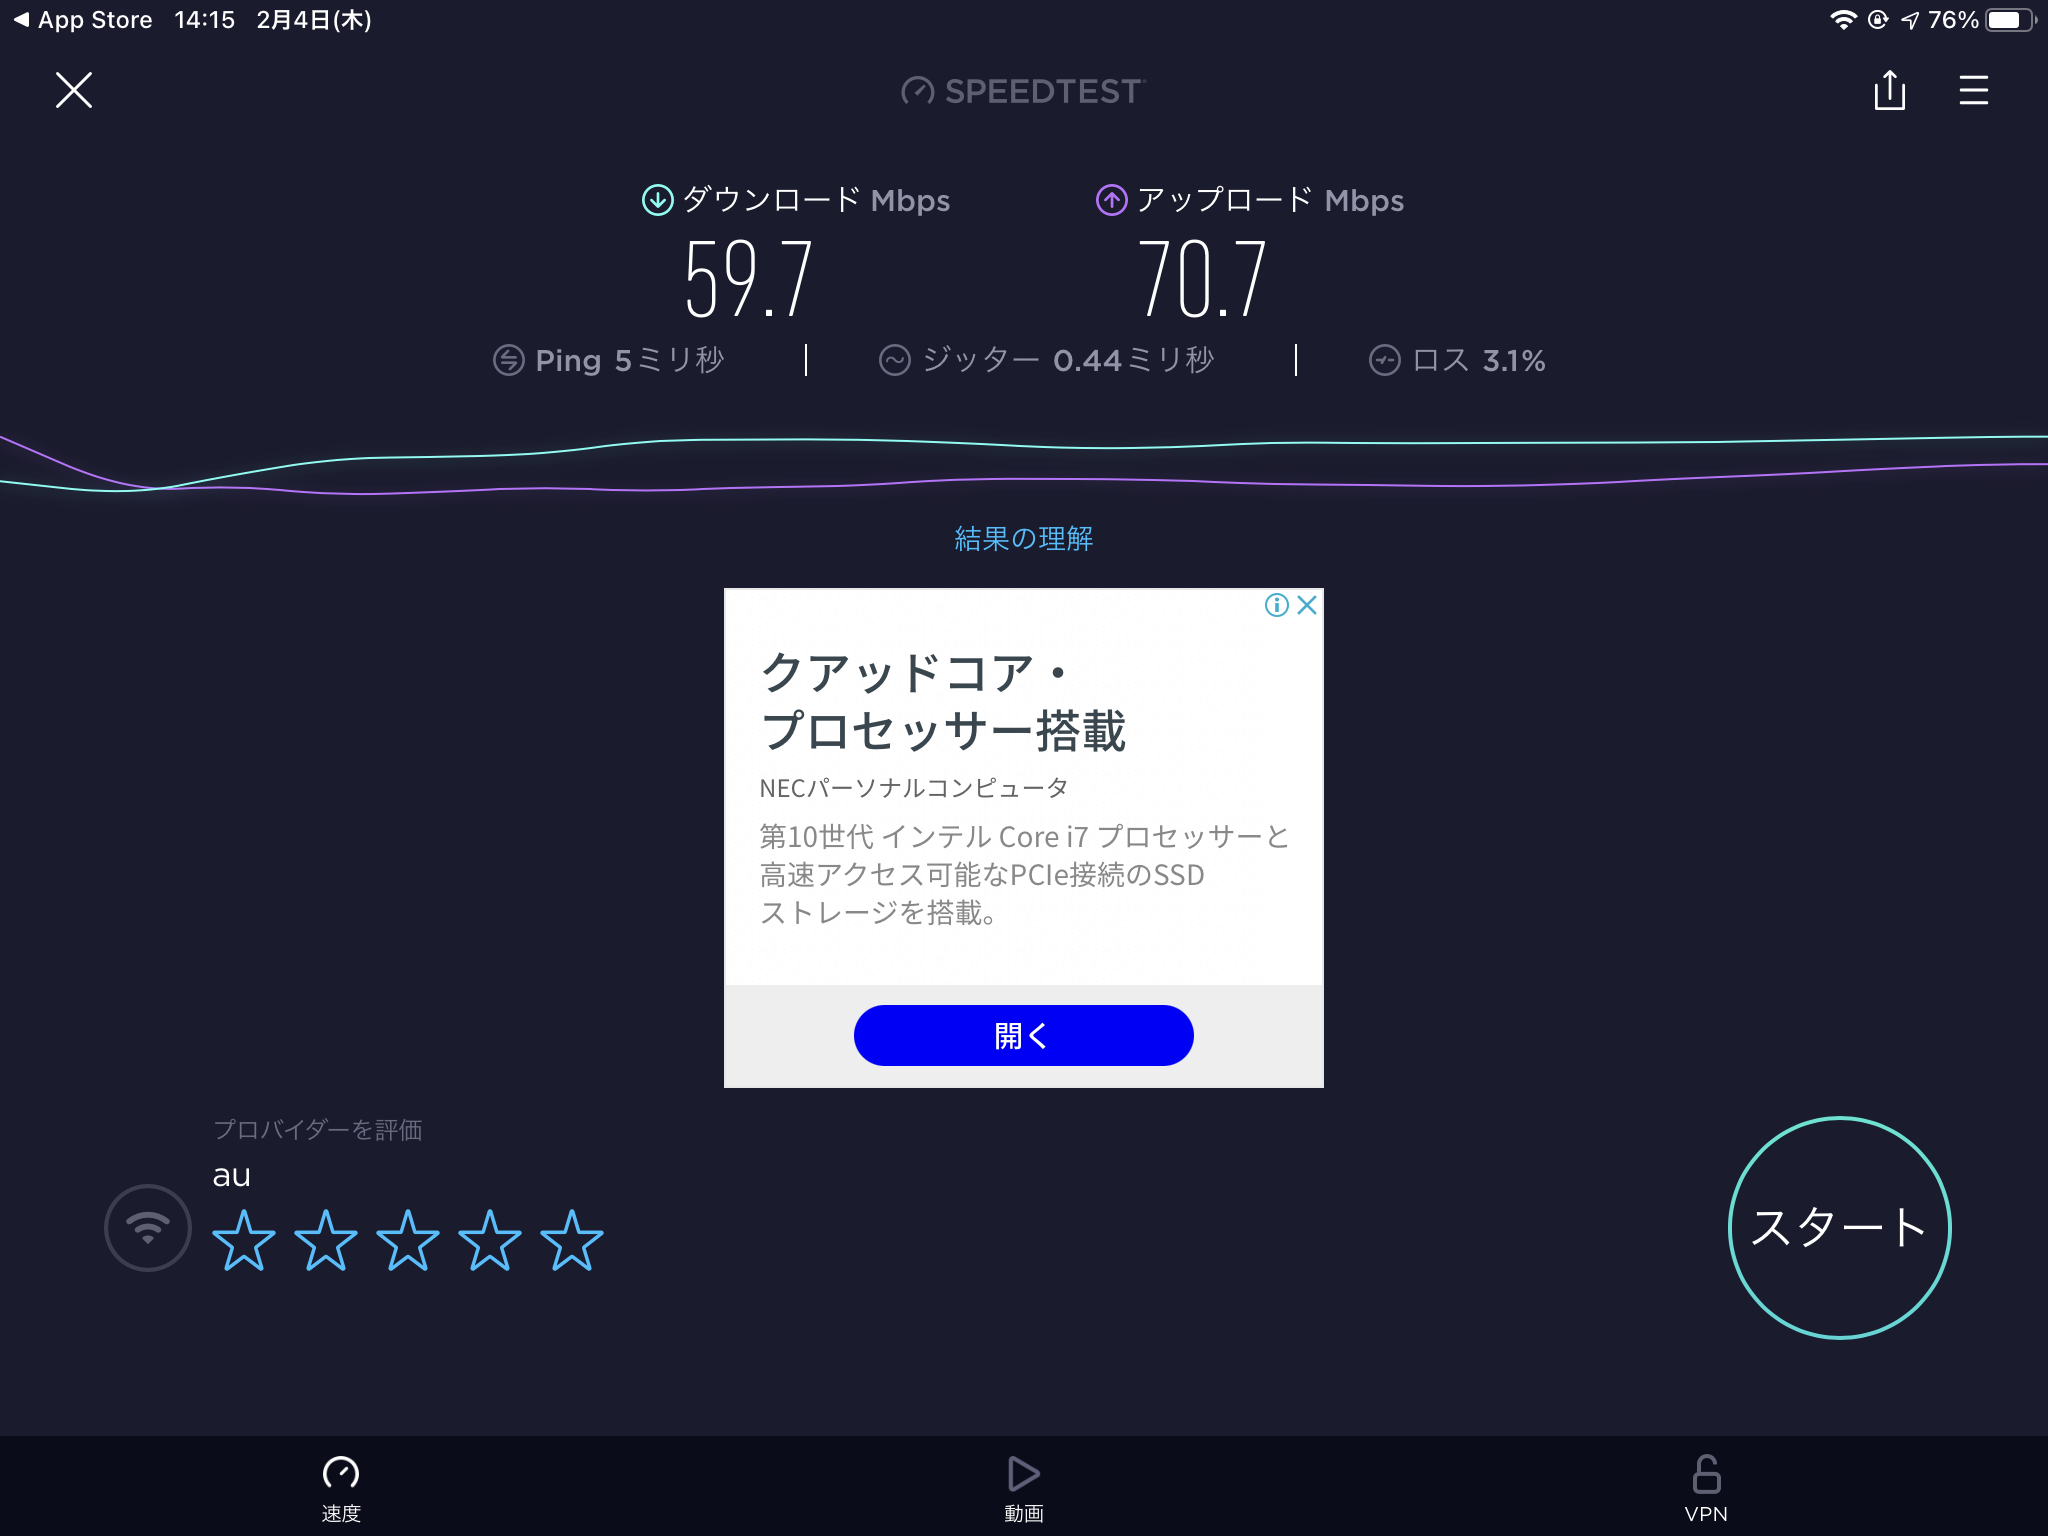 App Store 14:15 2月4日(木) 76%
SPEEDTEST
ダウンロード Mbps アップロード Mbps
59.7 70.7
Ping 5ミリ秒 ジッター 0.44ミリ秒 ロス 3.1%
結果の理解
クアッドコア・
プロセッサー搭載
NECパーソナルコンピュータ
第10世代 インテル Core i7 プロセッサーと
高速アクセス可能なPCIe接続のSSD
ストレージを搭載。
開く
プロバイダーを評価
au
スタート
速度 動画 VPN